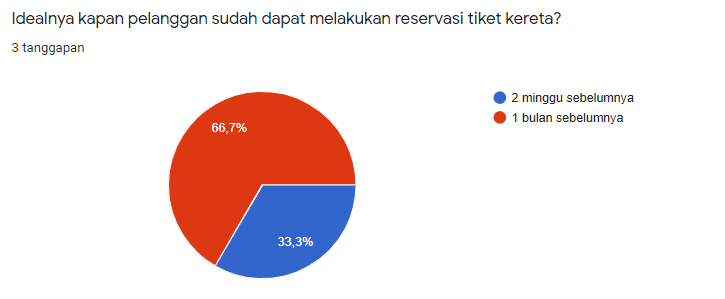 Idealnya kapan pelanggan sudah dapat melakukan reservasi tiket kereta?
3 tanggapan
2 minggu sebelumnya
1 bulan sebelumnya
66,7%
33,3%